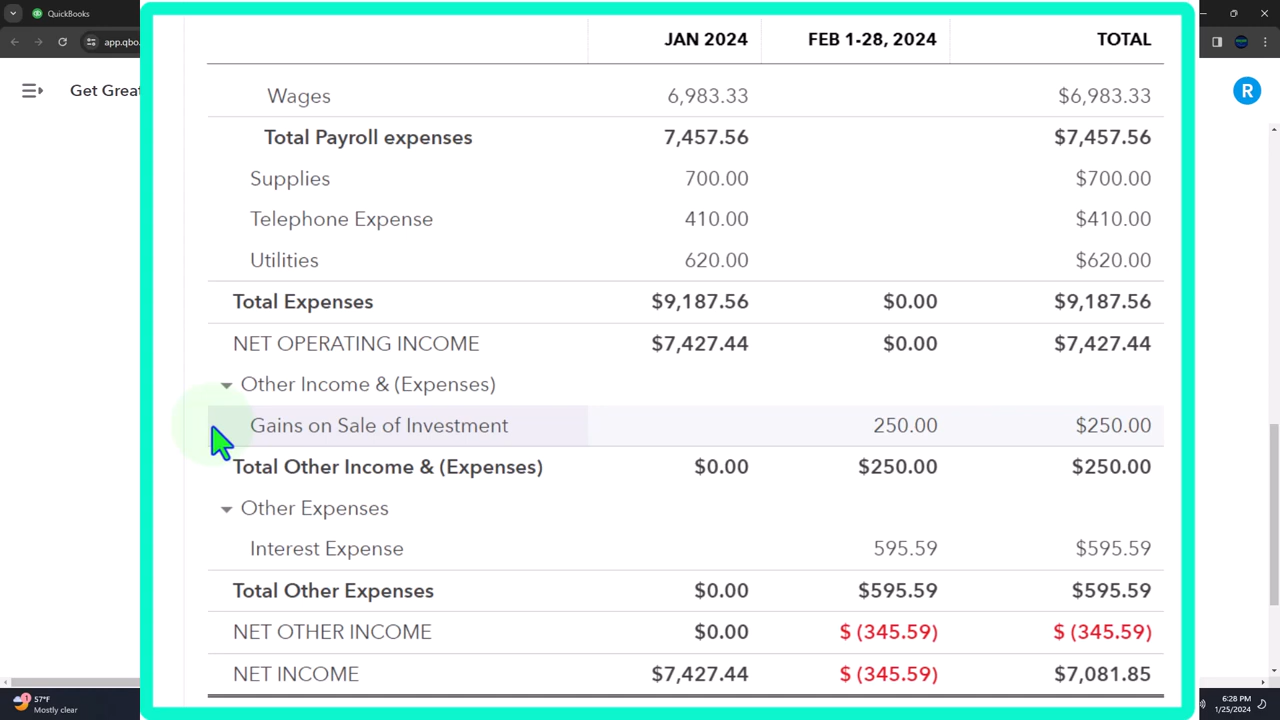 QuickBooks
app.qbo.
Get Great
R
JAN 2024 FEB 1-28, 2024 TOTAL
Wages 6,983.33 $6,983.33
Total Payroll expenses 7,457.56 $7,457.56
Supplies 700.00 $700.00
Telephone Expense 410.00 $410.00
Utilities 620.00 $620.00
Total Expenses $9,187.56 $0.00 $9,187.56
NET OPERATING INCOME $7,427.44 $0.00 $7,427.44
Other Income & (Expenses)
Gains on Sale of Investment 250.00 $250.00
Total Other Income & (Expenses) $0.00 $250.00 $250.00
Other Expenses
Interest Expense 595.59 $595.59
Total Other Expenses $0.00 $595.59 $595.59
NET OTHER INCOME $0.00 $ (345.59) $ (345.59)
NET INCOME $7,427.44 $ (345.59) $7,081.85
1
57°F
Mostly clear
6:28 PM
1/25/2024